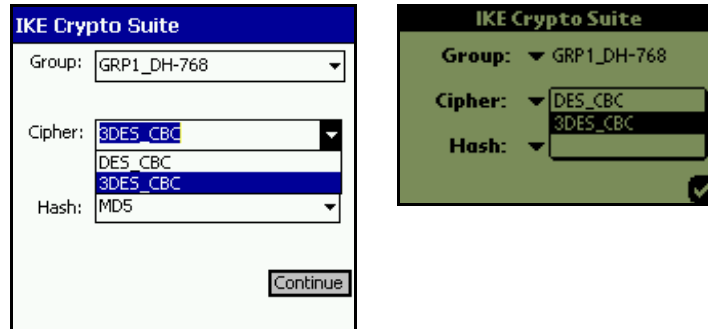 IKE Crypto Suite
Group: GRP1_DH-768
Cipher: 3DES_CBC
DES_CBC
3DES_CBC
Hash: MD5
Continue
IKE Crypto Suite
Group: GRP1_DH-768
Cipher: DES_CBC
3DES_CBC
Hash: